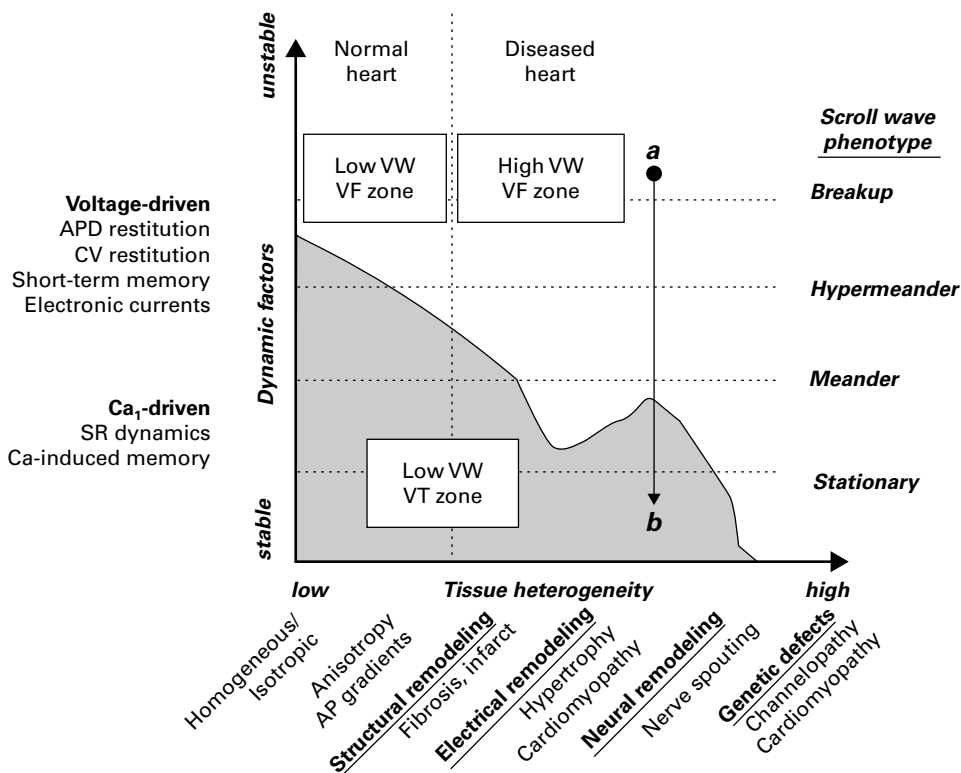 unstable
Normal
heart
Diseased
heart
Scroll wave
phenotype
Low VW
VF zone
High VW
VF zone
a
Breakup
Voltage-driven
APD restitution
CV restitution
Short-term memory
Electronic currents
Dynamic factors
Hypermeander
Meander
Ca₁-driven
SR dynamics
Ca-induced memory
Low VW
VT zone
Stationary
b
stable
low
Tissue heterogeneity
high
Homogeneous/
Isotropic
Anisotropy
AP gradients
Structural remodeling
Fibrosis, infarct
Electrical remodeling
Hypertrophy
Cardiomyopathy
Neural remodeling
Nerve spouting
Genetic defects
Channelopathy
Cardiomyopathy